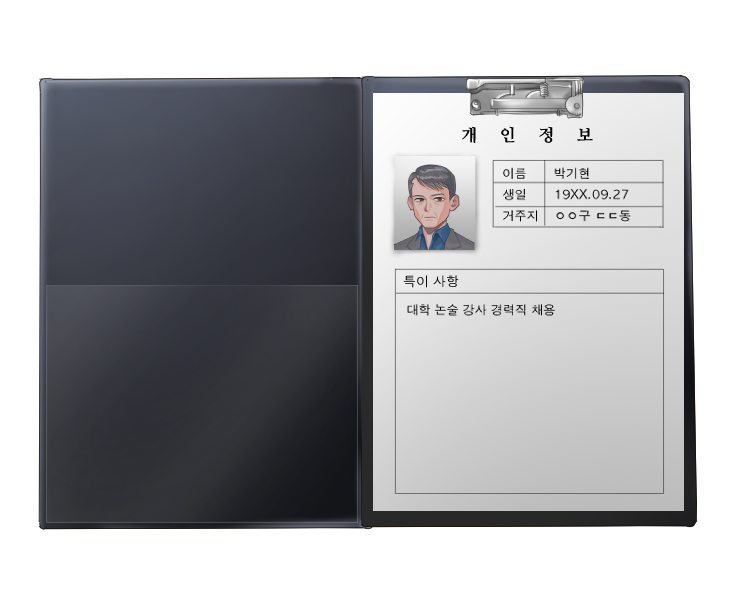 개 인 정 보
이름 박기현
생일 19XX.09.27
거주지 ㅇㅇ구 ㄷㄷ동
특이 사항
대학 논술 강사 경력직 채용